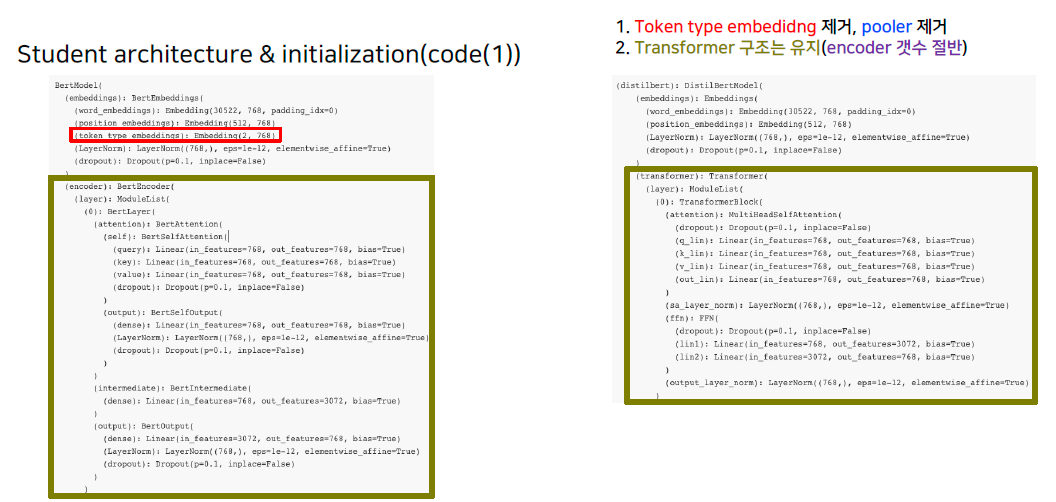 Student architecture & initialization(code(1))
BertModel(
(embeddings): BertEmbeddings(
(word_embeddings): Embedding(30522, 768, padding_idx=0)
(position_embeddings): Embedding(512, 768)
(token_type_embeddings): Embedding(2, 768)
(LayerNorm): LayerNorm((768,), eps=1e-12, elementwise_affine=True)
(dropout): Dropout(p=0.1, inplace=False)
)
(encoder): BertEncoder(
(layer): ModuleList(
(0): BertLayer(
(attention): BertAttention(
(self): BertSelfAttention(
(query): Linear(in_features=768, out_features=768, bias=True)
(key): Linear(in_features=768, out_features=768, bias=True)
(value): Linear(in_features=768, out_features=768, bias=True)
(dropout): Dropout(p=0.1, inplace=False)
)
(output): BertSelfOutput(
(dense): Linear(in_features=768, out_features=768, bias=True)
(LayerNorm): LayerNorm((768,), eps=1e-12, elementwise_affine=True)
(dropout): Dropout(p=0.1, inplace=False)
)
)
(intermediate): BertIntermediate(
(dense): Linear(in_features=768, out_features=3072, bias=True)
)
(output): BertOutput(
(dense): Linear(in_features=3072, out_features=768, bias=True)
(LayerNorm): LayerNorm((768,), eps=1e-12, elementwise_affine=True)
(dropout): Dropout(p=0.1, inplace=False)
)
)
1. Token type embedidng 제거, pooler 제거
2. Transformer 구조는 유지(encoder 갯수 절반)
(distilbert): DistilBertModel(
(embeddings): Embeddings(
(word_embeddings): Embedding(30522, 768, padding_idx=0)
(position_embeddings): Embedding(512, 768)
(LayerNorm): LayerNorm((768,), eps=1e-12, elementwise_affine=True)
(dropout): Dropout(p=0.1, inplace=False)
)
(transformer): Transformer(
(layer): ModuleList(
(0): TransformerBlock(
(attention): MultiHeadSelfAttention(
(dropout): Dropout(p=0.1, inplace=False)
(q_lin): Linear(in_features=768, out_features=768, bias=True)
(k_lin): Linear(in_features=768, out_features=768, bias=True)
(v_lin): Linear(in_features=768, out_features=768, bias=True)
(out_lin): Linear(in_features=768, out_features=768, bias=True)
)
(sa_layer_norm): LayerNorm((768,), eps=1e-12, elementwise_affine=True)
(ffn): FFN(
(dropout): Dropout(p=0.1, inplace=False)
(lin1): Linear(in_features=768, out_features=3072, bias=True)
(lin2): Linear(in_features=3072, out_features=768, bias=True)
)
(output_layer_norm): LayerNorm((768,), eps=1e-12, elementwise_affine=True)
)